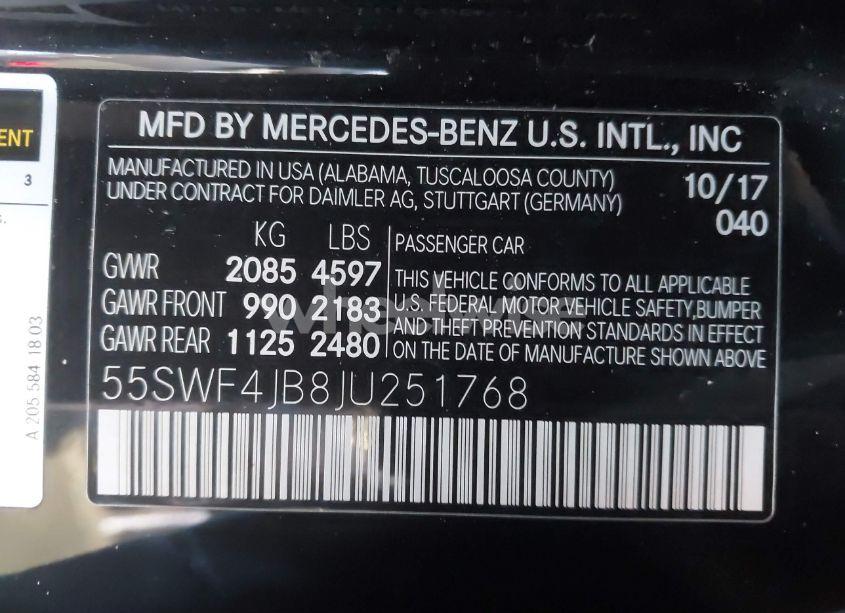 MFD BY MERCEDES-BENZ U.S. INTL., INC
MANUFACTURED IN USA (ALABAMA, TUSCALOOSA COUNTY)
UNDER CONTRACT FOR DAIMLER AG, STUTTGART (GERMANY)
10/17
040
KG LBS
GVWR 2085 4597
GAWR FRONT 990 2183
GAWR REAR 1125 2480
PASSENGER CAR
THIS VEHICLE CONFORMS TO ALL APPLICABLE
U.S. FEDERAL MOTOR VEHICLE SAFETY,BUMPER
AND THEFT PREVENTION STANDARDS IN EFFECT
ON THE DATE OF MANUFACTURE SHOWN ABOVE
55SWF4JB8JU251768
A 205 584 18 03
3